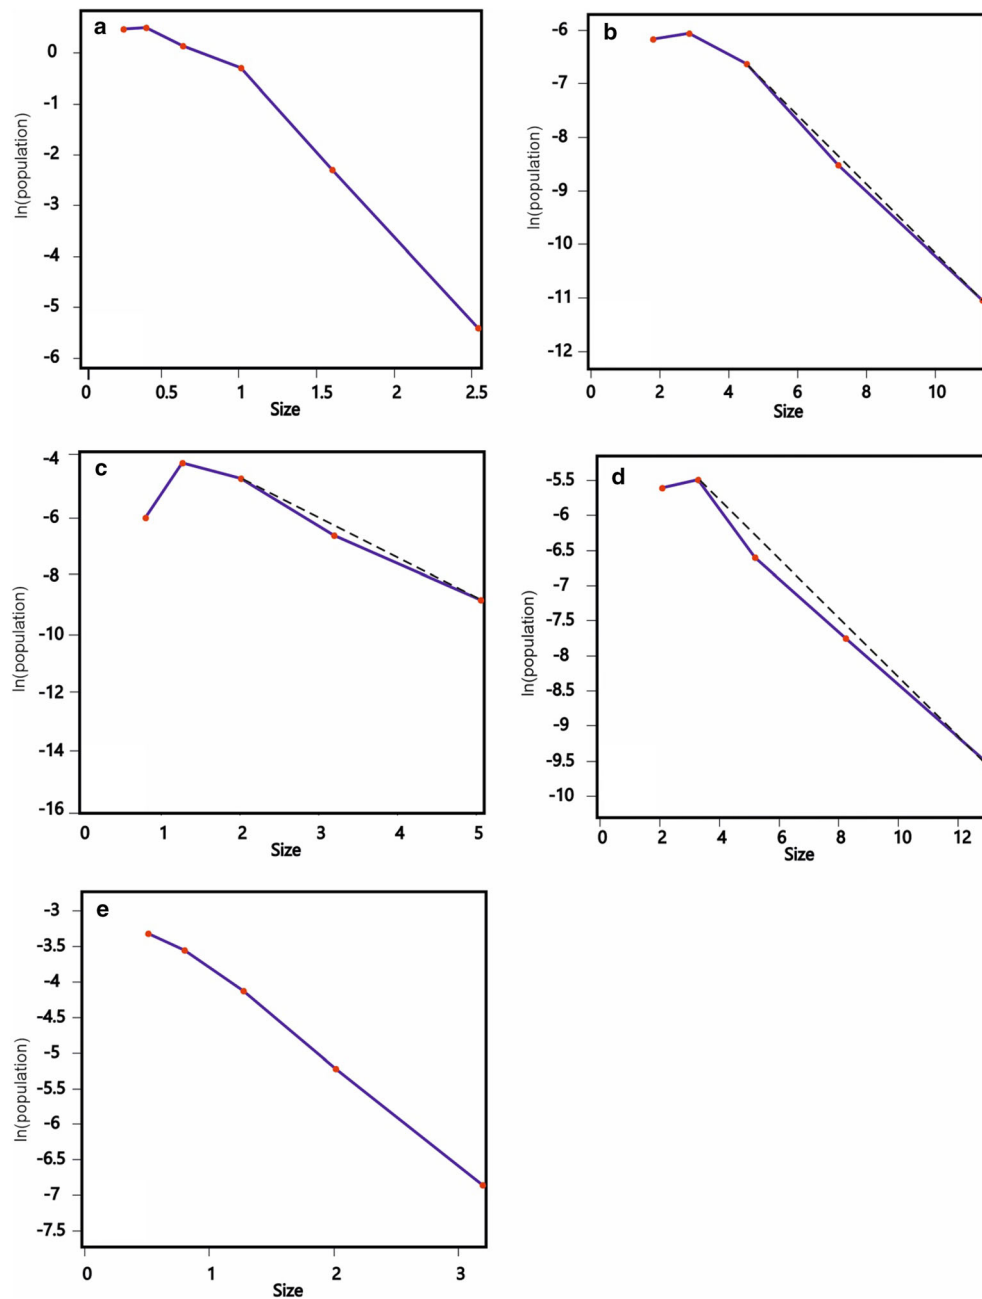 a
0
-1
-2
-3
-4
-5
-6
ln(population)
0 0.5 1 1.5 2 2.5
Size
b
-6
-7
-8
-9
-10
-11
-12
ln(population)
0 2 4 6 8 10
Size
c
-4
-6
-8
-10
-12
-14
-16
ln(population)
0 1 2 3 4 5
Size
d
-5.5
-6
-6.5
-7
-7.5
-8
-8.5
-9
-9.5
-10
ln(population)
0 2 4 6 8 10 12
Size
e
-3
-3.5
-4
-4.5
-5
-5.5
-6
-6.5
-7
-7.5
ln(population)
0 1 2 3
Size